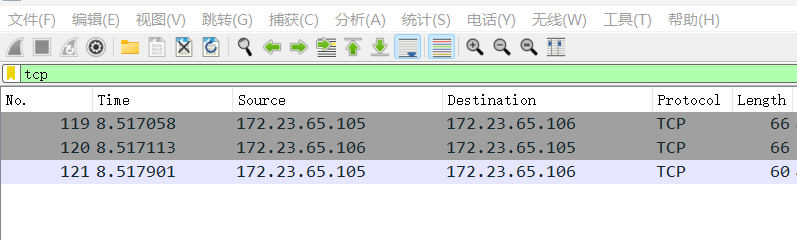 文件(F) 编辑(E) 视图(V) 跳转(G) 捕获(C) 分析(A) 统计(S) 电话(Y) 无线(W) 工具(T) 帮助(H)
tcp
No. Time Source Destination Protocol Length
119 8.517058 172.23.65.105 172.23.65.106 TCP 66
120 8.517113 172.23.65.106 172.23.65.105 TCP 66
121 8.517901 172.23.65.105 172.23.65.106 TCP 60